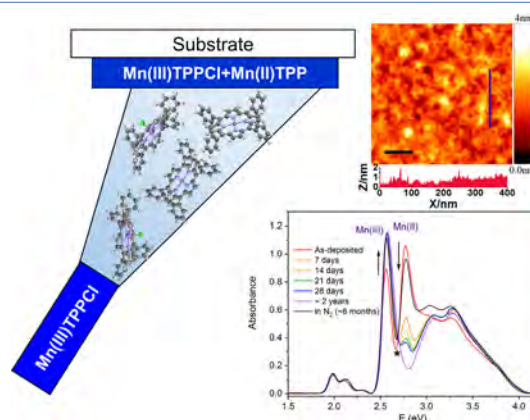 Substrate
Mn(III)TPPCl+Mn(II)TPP
Mn(III)TPPCl
4nm
0.0nm
Z/nm
2
1
0
0 100 200 300 400
X/nm
Mn(III) Mn(II)
As-deposited
7 days
14 days
21 days
28 days
~ 2 years
in N2 (~6 months)
Absorbance
1.2
1.0
0.8
0.6
0.4
0.2
0.0
1.5 2.0 2.5 3.0 3.5 4.0
E (eV)